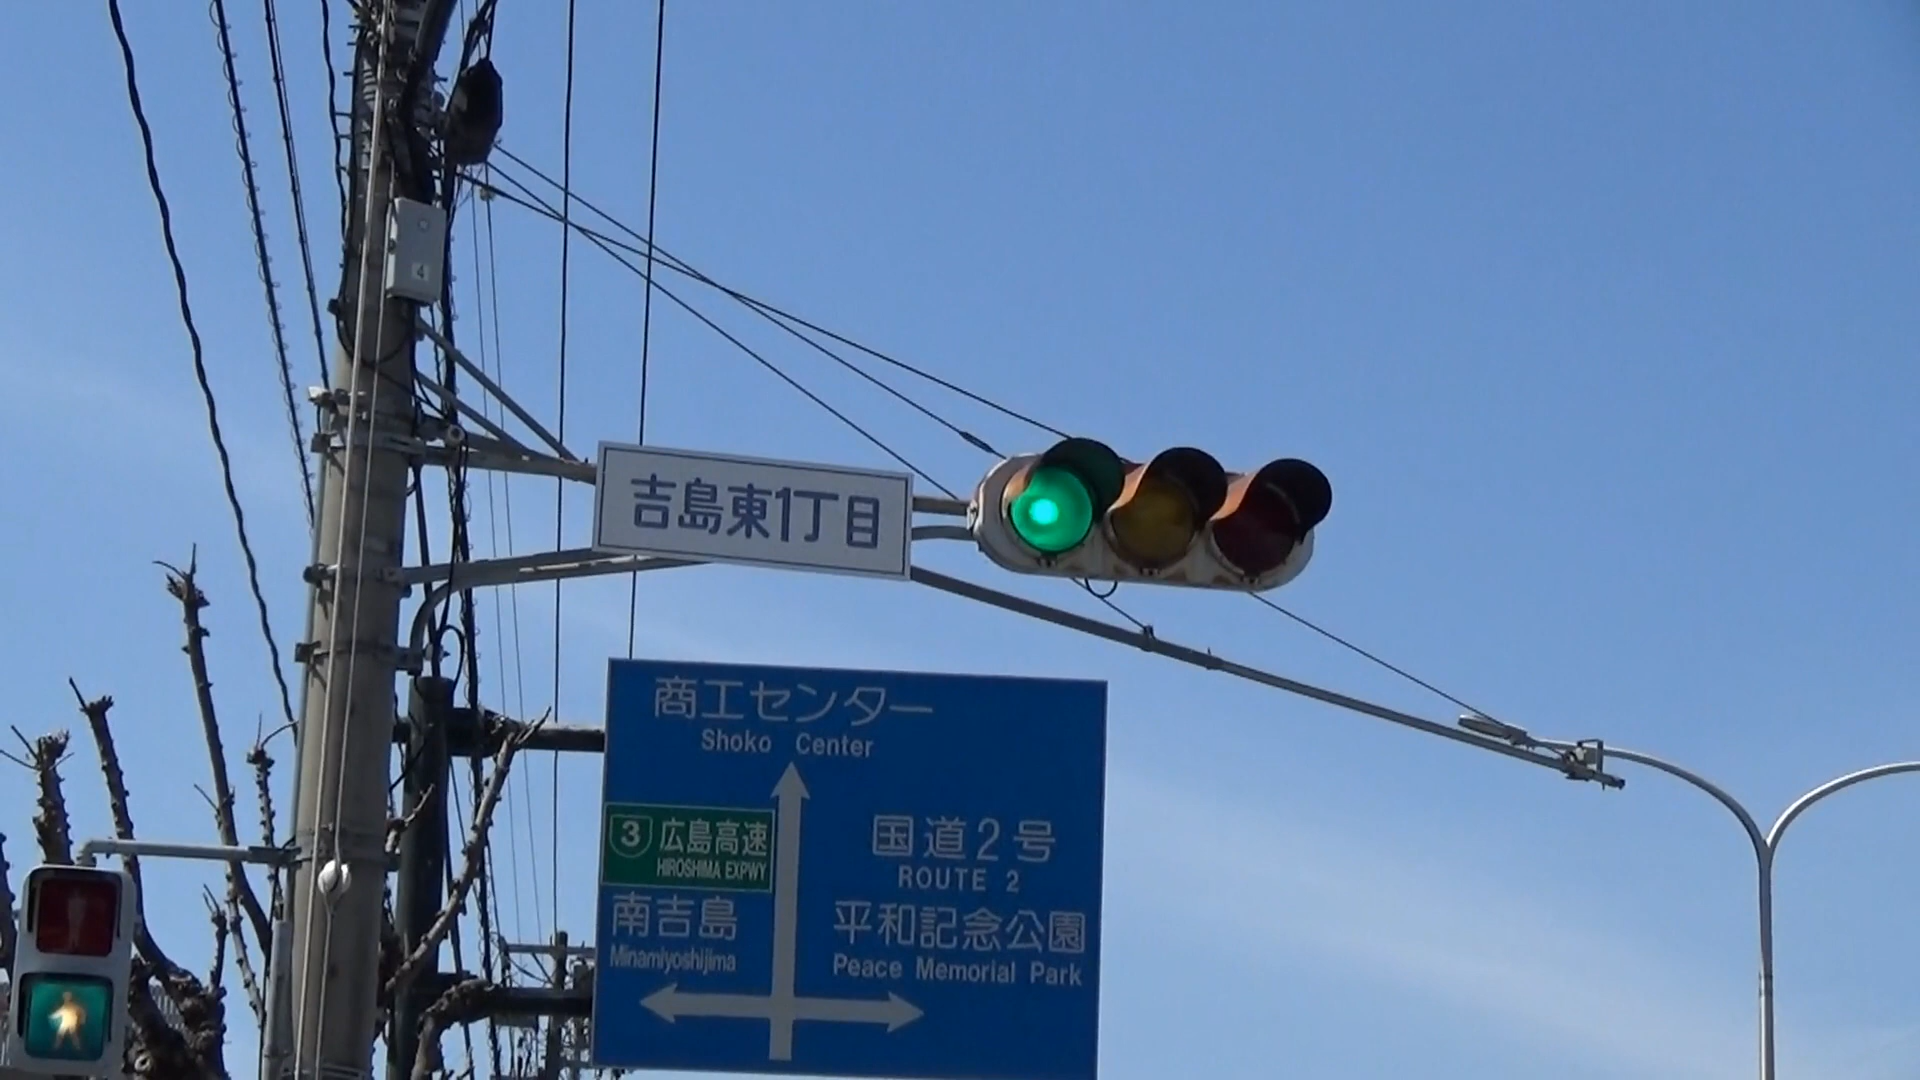 4
吉島東1丁目
商工センター
Shoko Center
3 広島高速
HIROSHIMA EXPWY
南吉島
Minamiyoshijima
国道2号
ROUTE 2
平和記念公園
Peace Memorial Park